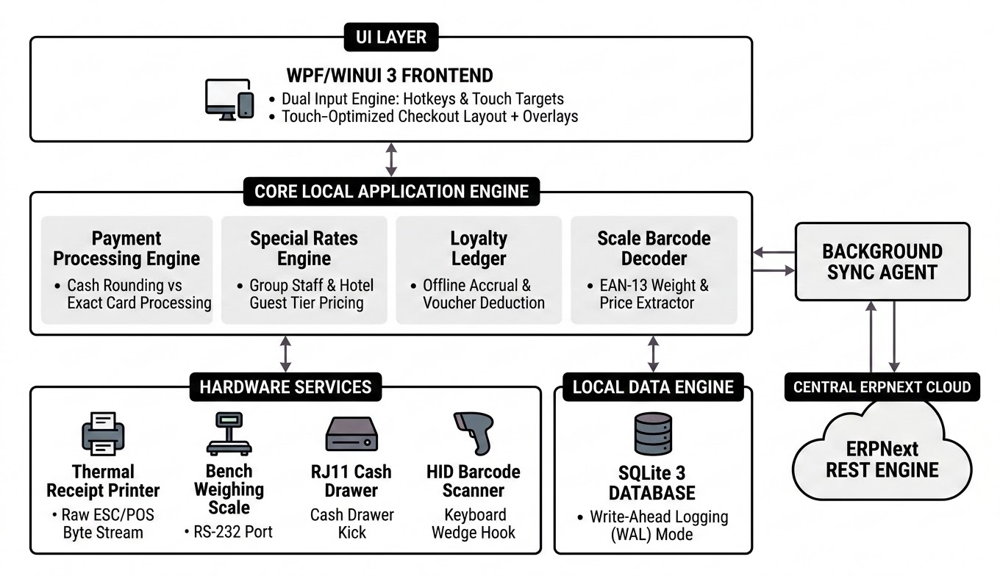 UI LAYER
WPF/WINUI 3 FRONTEND
• Dual Input Engine: Hotkeys & Touch Targets
• Touch-Optimized Checkout Layout + Overlays
CORE LOCAL APPLICATION ENGINE
Payment
Processing Engine
• Cash Rounding vs
Exact Card Processing
Special Rates
Engine
• Group Staff & Hotel
Guest Tier Pricing
Loyalty
Ledger
• Offline Accrual &
Voucher Deduction
Scale Barcode
Decoder
• EAN-13 Weight &
Price Extractor
BACKGROUND
SYNC AGENT
HARDWARE SERVICES
Thermal
Receipt Printer
• Raw ESC/POS
Byte Stream
Bench
Weighing
Scale
• RS-232 Port
RJ11 Cash
Drawer
Cash Drawer
Kick
HID Barcode
Scanner
Keyboard
Wedge Hook
LOCAL DATA ENGINE
SQLite 3
DATABASE
• Write-Ahead Logging
(WAL) Mode
CENTRAL ERPNEXT CLOUD
ERPNext
REST ENGINE